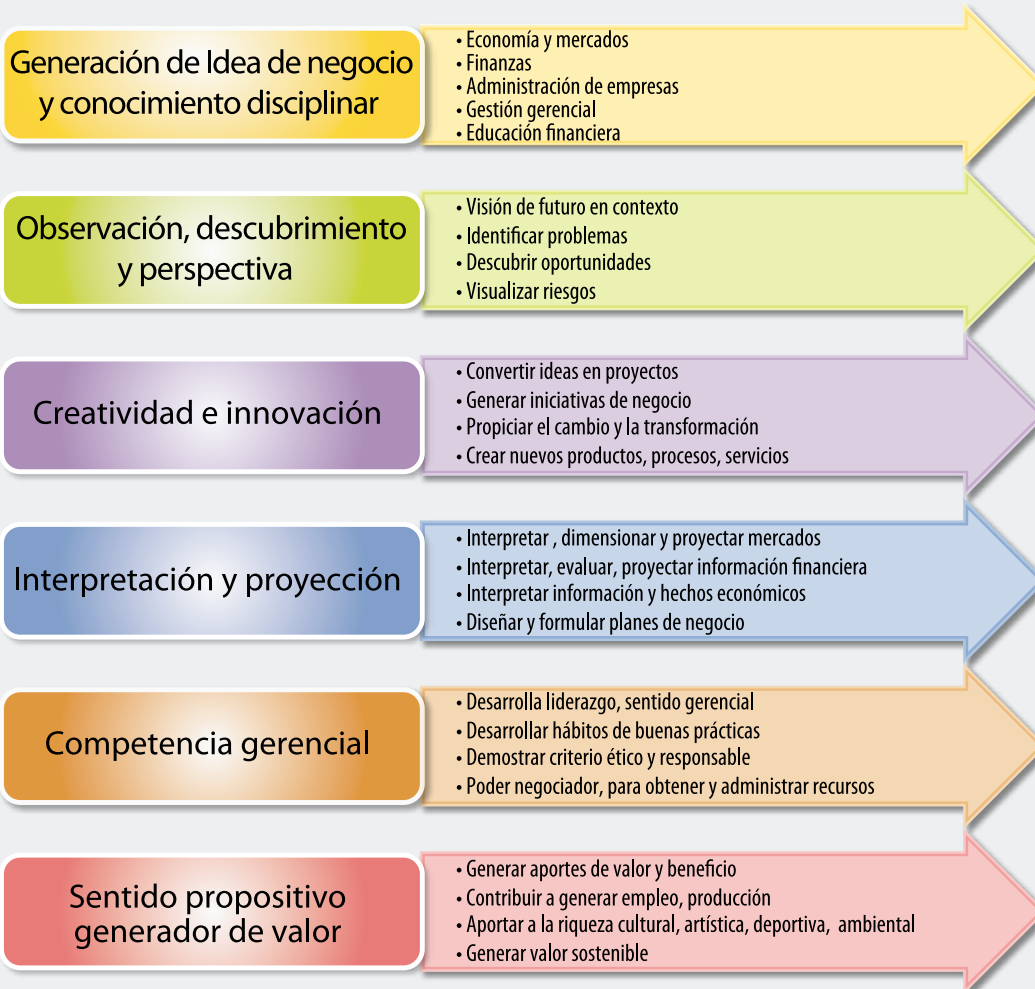 Generación de Idea de negocio
y conocimiento disciplinar
• Economía y mercados
• Finanzas
• Administración de empresas
• Gestión gerencial
• Educación financiera
Observación, descubrimiento
y perspectiva
• Visión de futuro en contexto
• Identificar problemas
• Descubrir oportunidades
• Visualizar riesgos
Creatividad e innovación
• Convertir ideas en proyectos
• Generar iniciativas de negocio
• Propiciar el cambio y la transformación
• Crear nuevos productos, procesos, servicios
Interpretación y proyección
• Interpretar , dimensionar y proyectar mercados
• Interpretar, evaluar, proyectar información financiera
• Interpretar información y hechos económicos
• Diseñar y formular planes de negocio
Competencia gerencial
• Desarrolla liderazgo, sentido gerencial
• Desarrollar hábitos de buenas prácticas
• Demostrar criterio ético y responsable
• Poder negociador, para obtener y administrar recursos
Sentido propositivo
generador de valor
• Generar aportes de valor y beneficio
• Contribuir a generar empleo, producción
• Aportar a la riqueza cultural, artística, deportiva, ambiental
• Generar valor sostenible